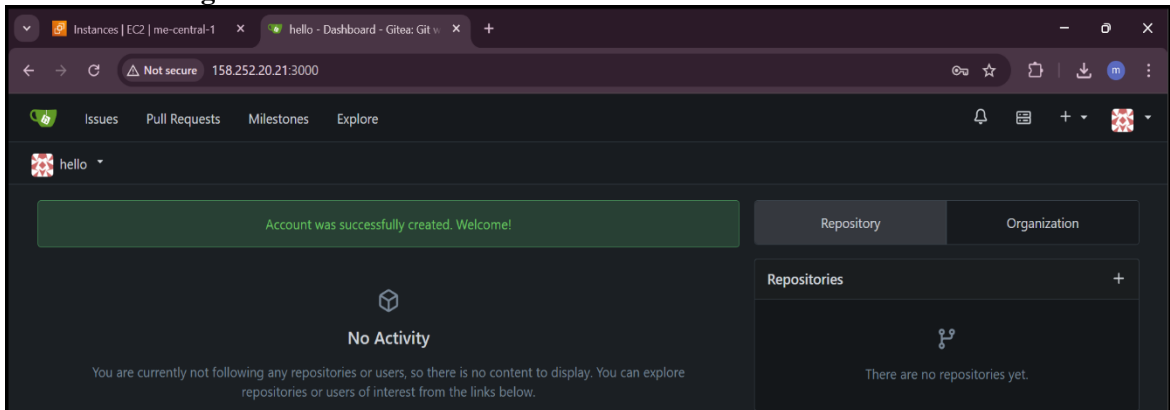 Instances | EC2 | me-central-1
hello - Dashboard - Gitea: Git
Not secure 158.252.20.21:3000
m
Issues Pull Requests Milestones Explore
hello
Account was successfully created. Welcome!
Repository Organization
Repositories
No Activity
You are currently not following any repositories or users, so there is no content to display. You can explore
repositories or users of interest from the links below.
There are no repositories yet.